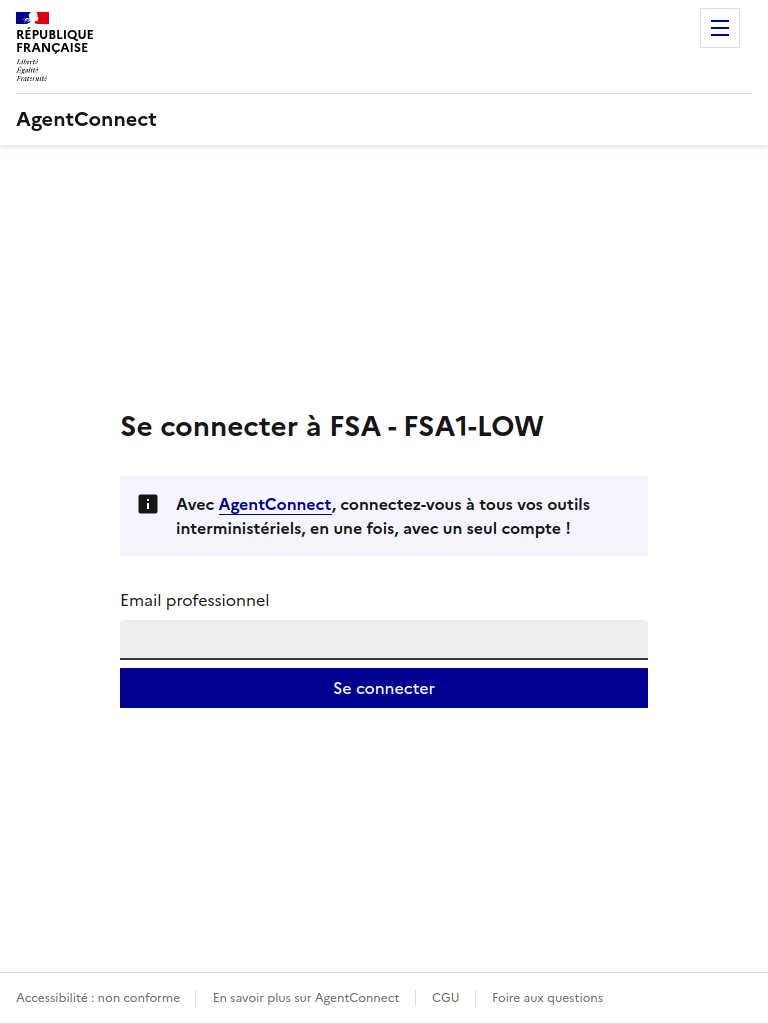 RÉPUBLIQUE
FRANÇAISE
Liberté
Égalité
Fraternité
AgentConnect
Se connecter à FSA - FSA1-LOW
Avec AgentConnect, connectez-vous à tous vos outils
interministériels, en une fois, avec un seul compte !
Email professionnel
Se connecter
Accessibilité : non conforme
En savoir plus sur AgentConnect
CGU
Foire aux questions